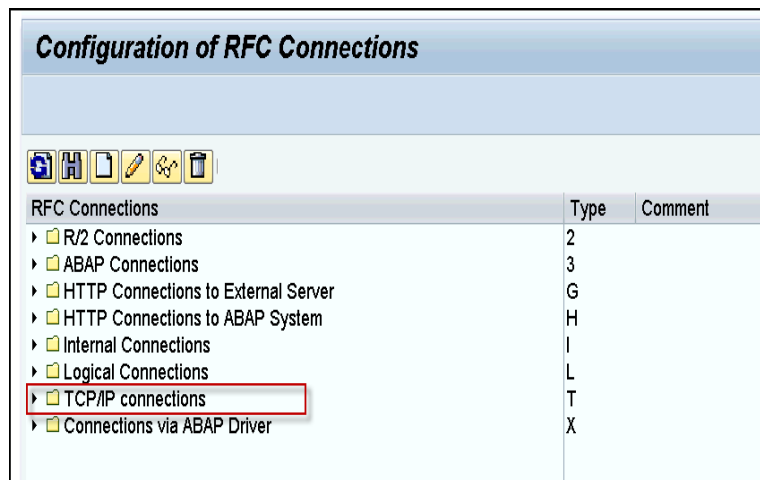 Configuration of RFC Connections
RFC Connections Type Comment
R/2 Connections 2
ABAP Connections 3
HTTP Connections to External Server G
HTTP Connections to ABAP System H
Internal Connections I
Logical Connections L
TCP/IP connections T
Connections via ABAP Driver X